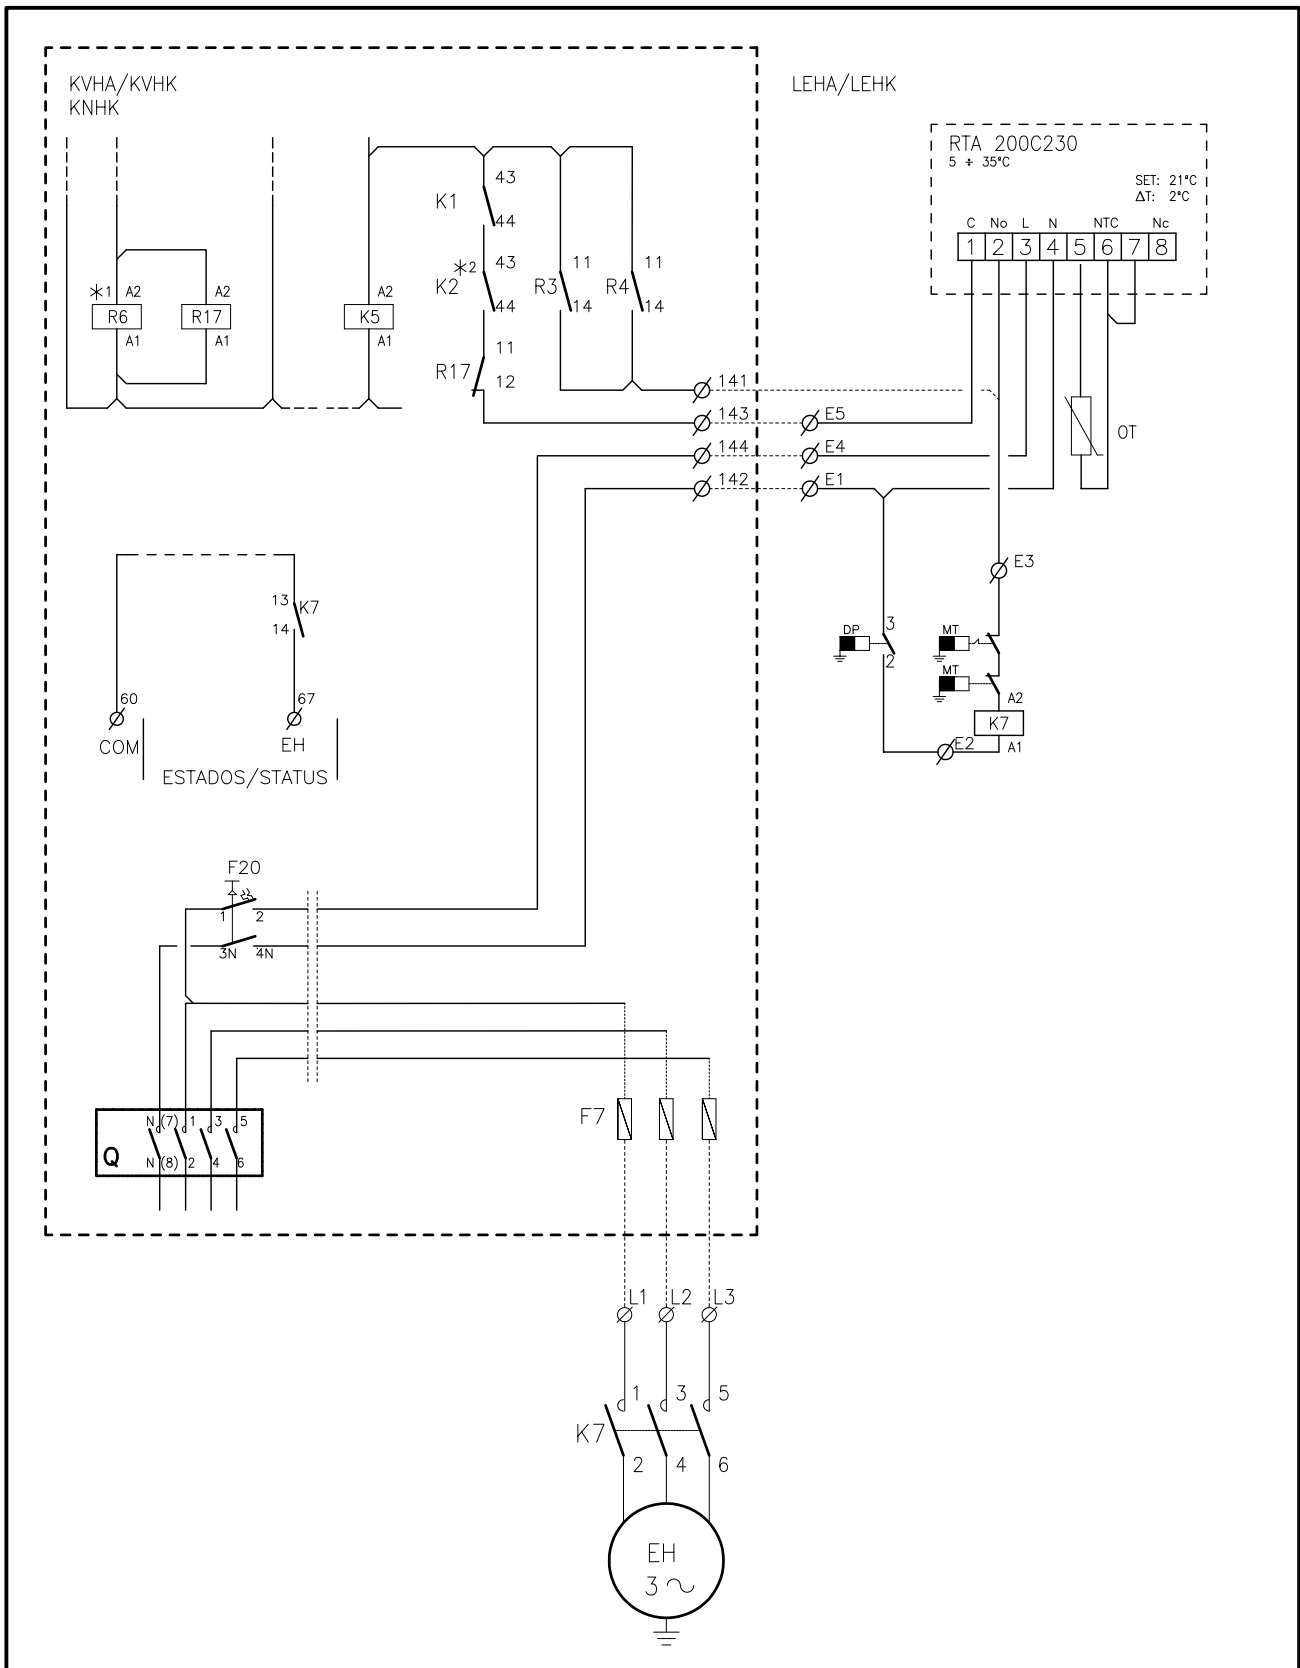 KVHA/KVHK
KNHK
LEHA/LEHK
RTA 200C230
5 ÷ 35°C
SET: 21°C
ΔT: 2°C
C No L N NTC Nc
1 2 3 4 5 6 7 8
K1
43
44
K2
*2
43
44
R17
11
12
R3
11
14
R4
11
14
*1
A2
R6
A1
A2
R17
A1
A2
K5
A1
141
143
E5
144
E4
142
E1
OT
E3
13
K7
14
DP
3
2
MT
MT
A2
K7
A1
E2
60
COM
67
EH
ESTADOS/STATUS
F20
1
2
3N
4N
F7
Q
N (7) 1 3 5
N (8) 2 4 6
L1
L2
L3
K7
1
3
5
2
4
6
EH
3 ~